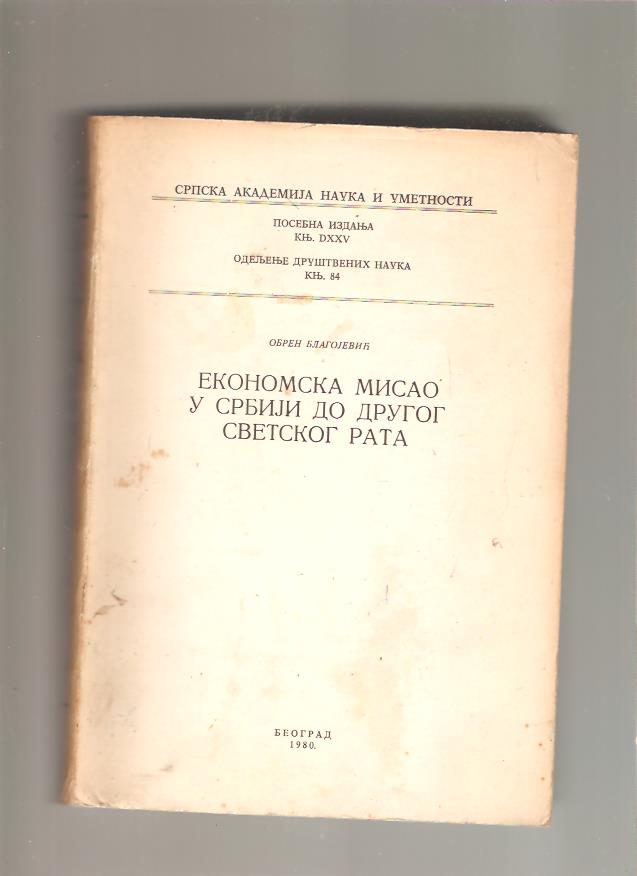 СРПСКА АКАДЕМИЈА НАУКА И УМЕТНОСТИ
ПОСЕБНА ИЗДАЊА
КЊ. DXXV
ОДЕЉЕЊЕ ДРУШТВЕНИХ НАУКА
КЊ. 84
ОБРЕН БЛАГОЈЕВИЋ
ЕКОНОМСКА МИСАО
У СРБИЈИ ДО ДРУГОГ
СВЕТСКОГ РАТА
БЕОГРАД
1980.